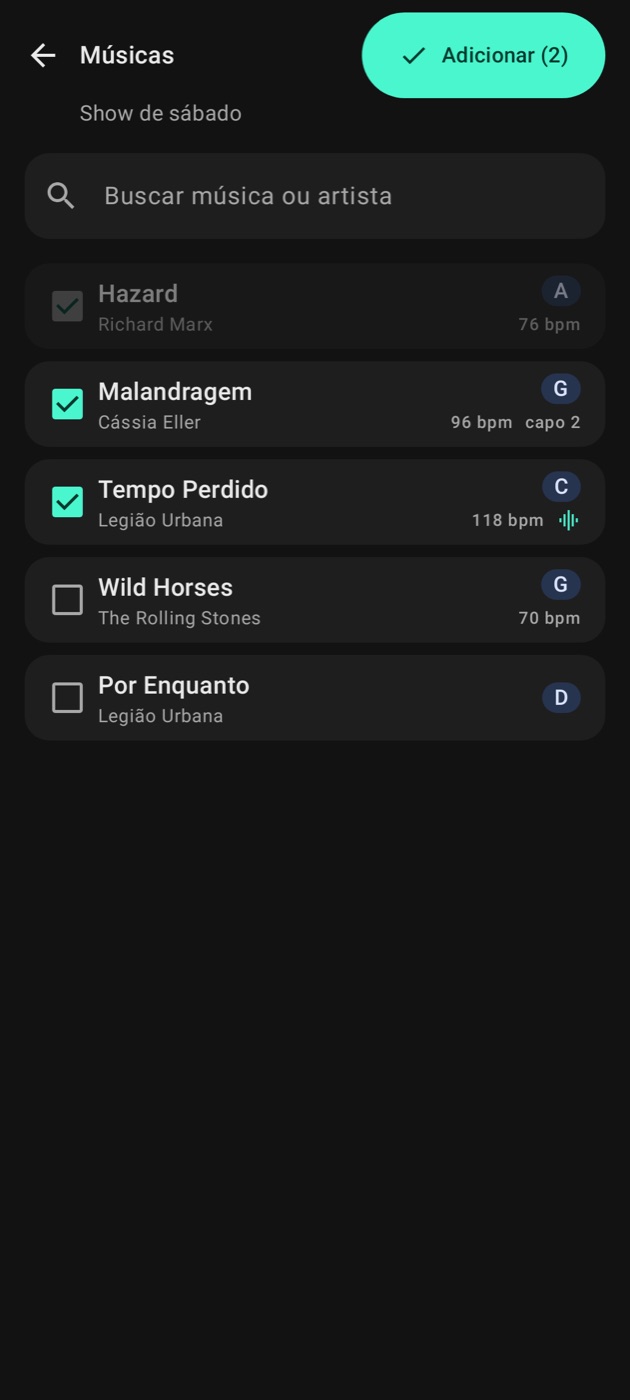 Músicas
Adicionar (2)
Show de sábado
Buscar música ou artista
Hazard
A
Richard Marx
76 bpm
Malandragem
G
Cássia Eller
96 bpm capo 2
Tempo Perdido
C
Legião Urbana
118 bpm
Wild Horses
G
The Rolling Stones
70 bpm
Por Enquanto
D
Legião Urbana